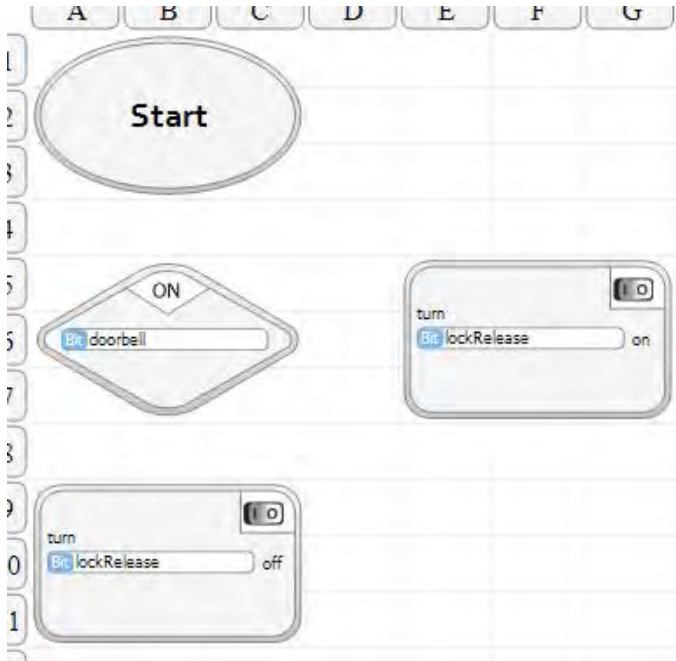 A B C D E F G
1
2
Start
3
4
5
ON
turn
6
Bit doorbell
Bit lockRelease on
7
8
9
turn
0
Bit lockRelease off
1